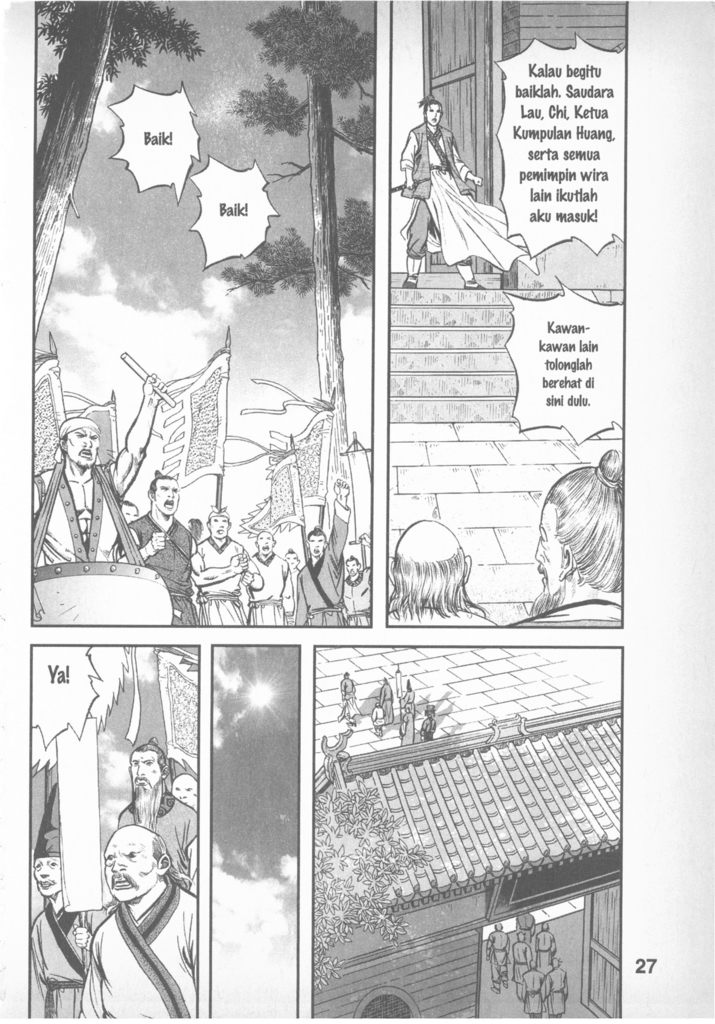 Kalau begitu
baiklah. Saudara
Lau, Chi, Ketua
Kumpulan Huang,
serta semua
pemimpin wira
lain ikutlah
aku masuk!
Kawan-
kawan lain
tolonglah
berehat di
sini dulu.
Baik!
Baik!
Ya!
27